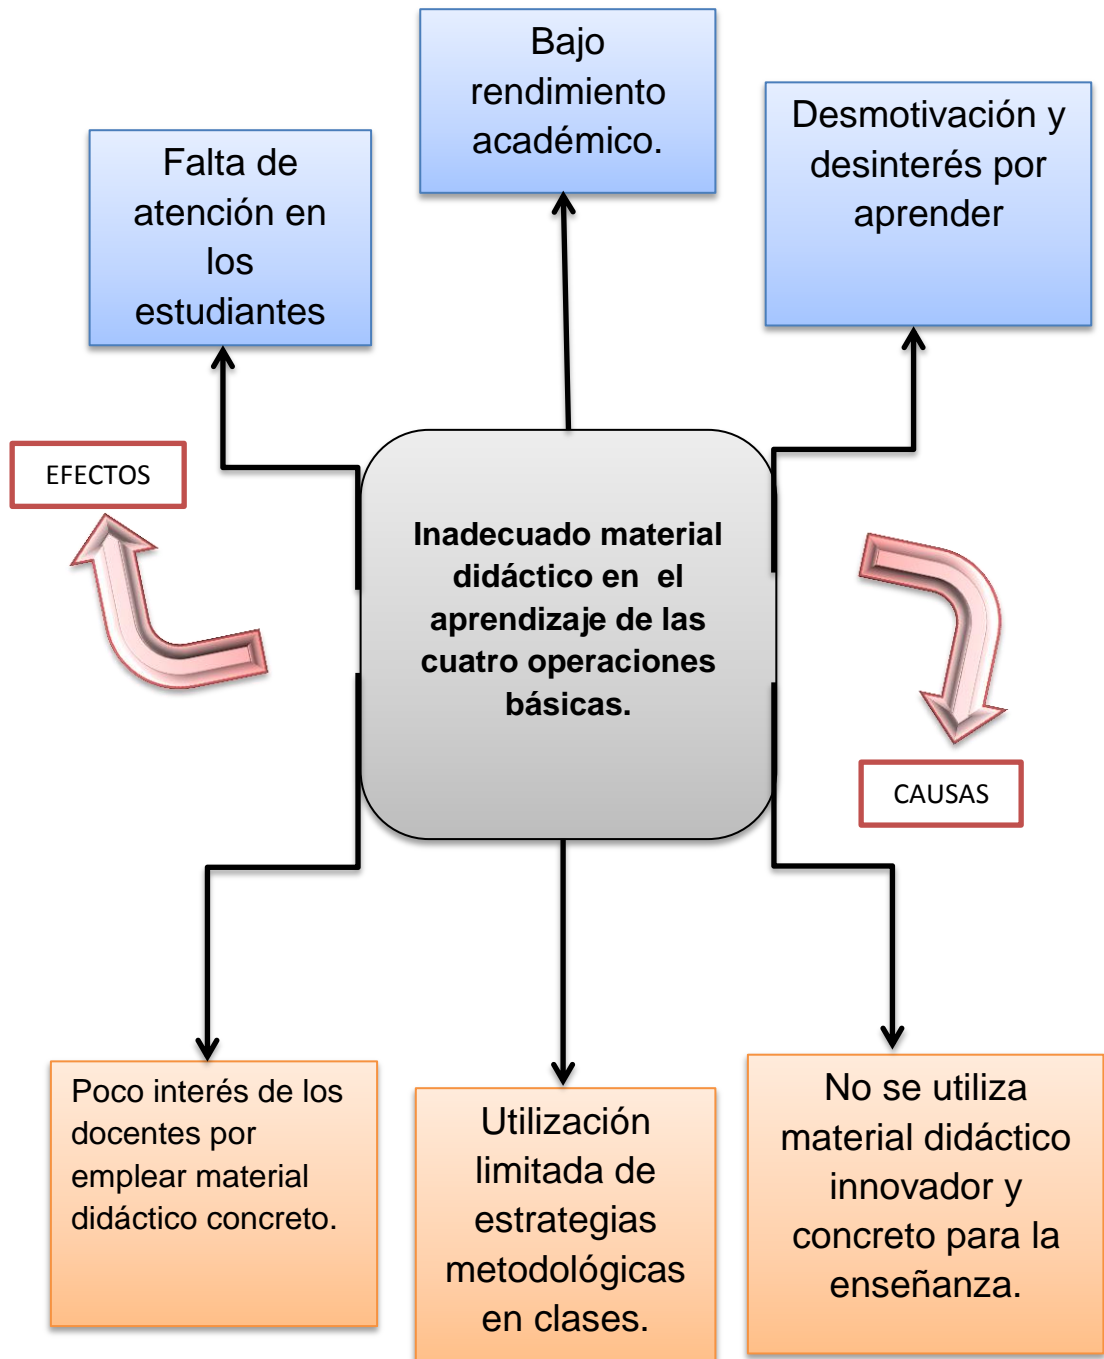 Bajo
rendimiento
académico.
Desmotivación y
desinterés por
aprender
Falta de
atención en
los
estudiantes
EFECTOS
Inadecuado material
didáctico en  el
aprendizaje de las
cuatro operaciones
básicas.
CAUSAS
Poco interés de los
docentes por
emplear material
didáctico concreto.
Utilización
limitada de
estrategias
metodológicas
en clases.
No se utiliza
material didáctico
innovador y
concreto para la
enseñanza.